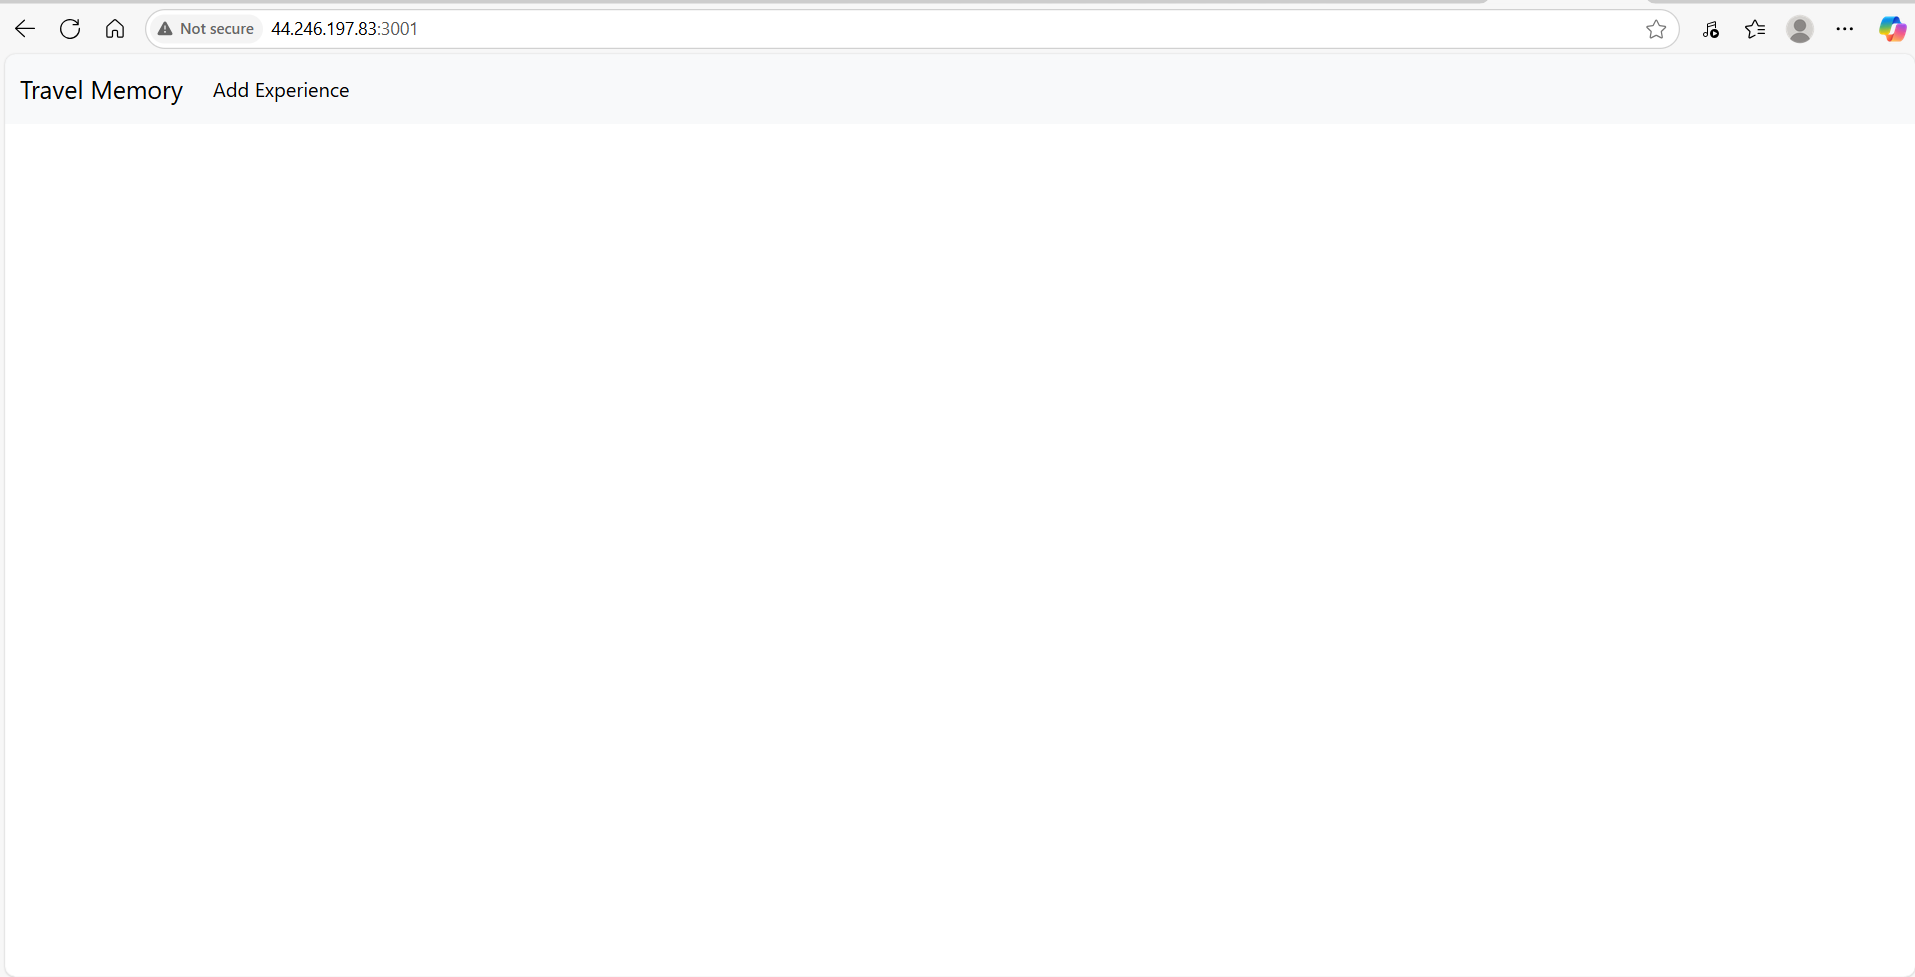 Not secure 44.246.197.83:3001
Travel Memory Add Experience